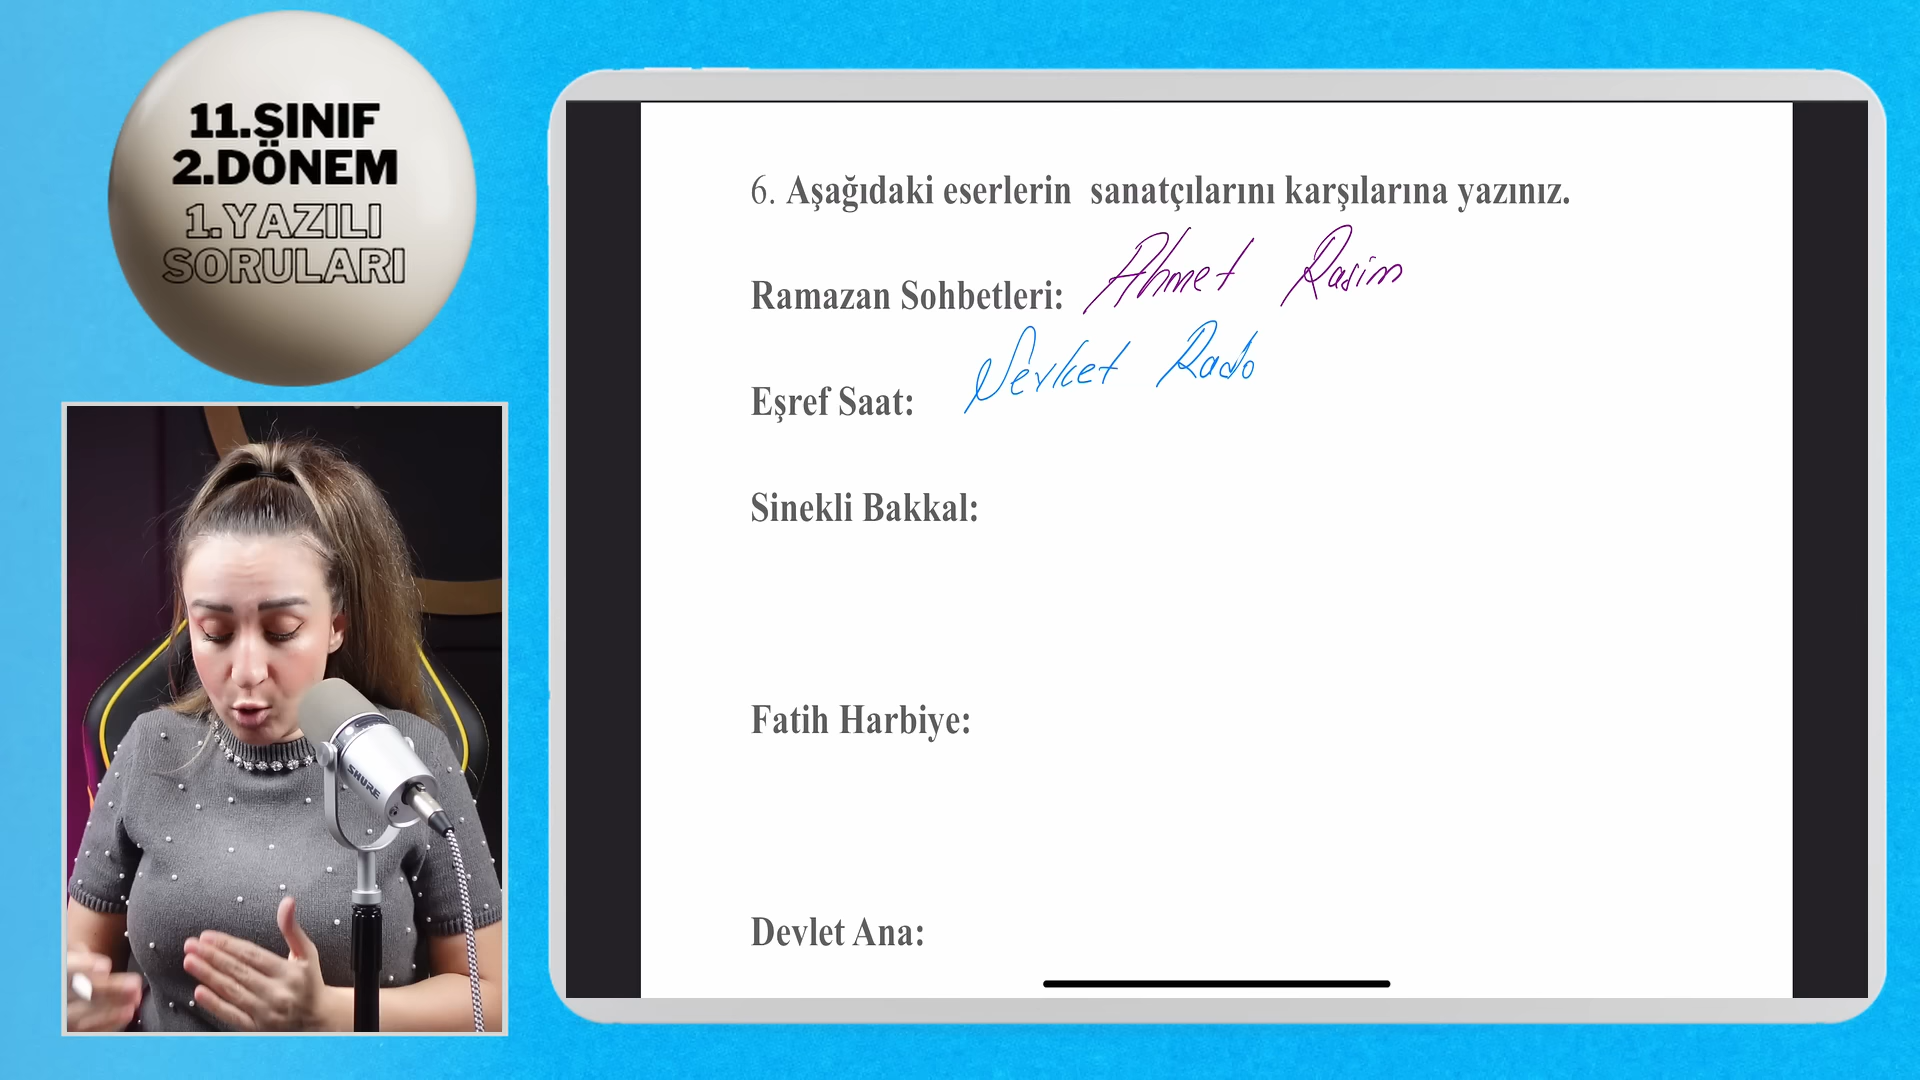 11.SINIF
2.DÖNEM
1.YAZILI
SORULARI
6. Aşağıdaki eserlerin sanatçılarını karşılarına yazınız.
Ramazan Sohbetleri: Ahmet Rasim
Eşref Saat: Şevket Rado
Sinekli Bakkal:
Fatih Harbiye:
Devlet Ana:
SHURE